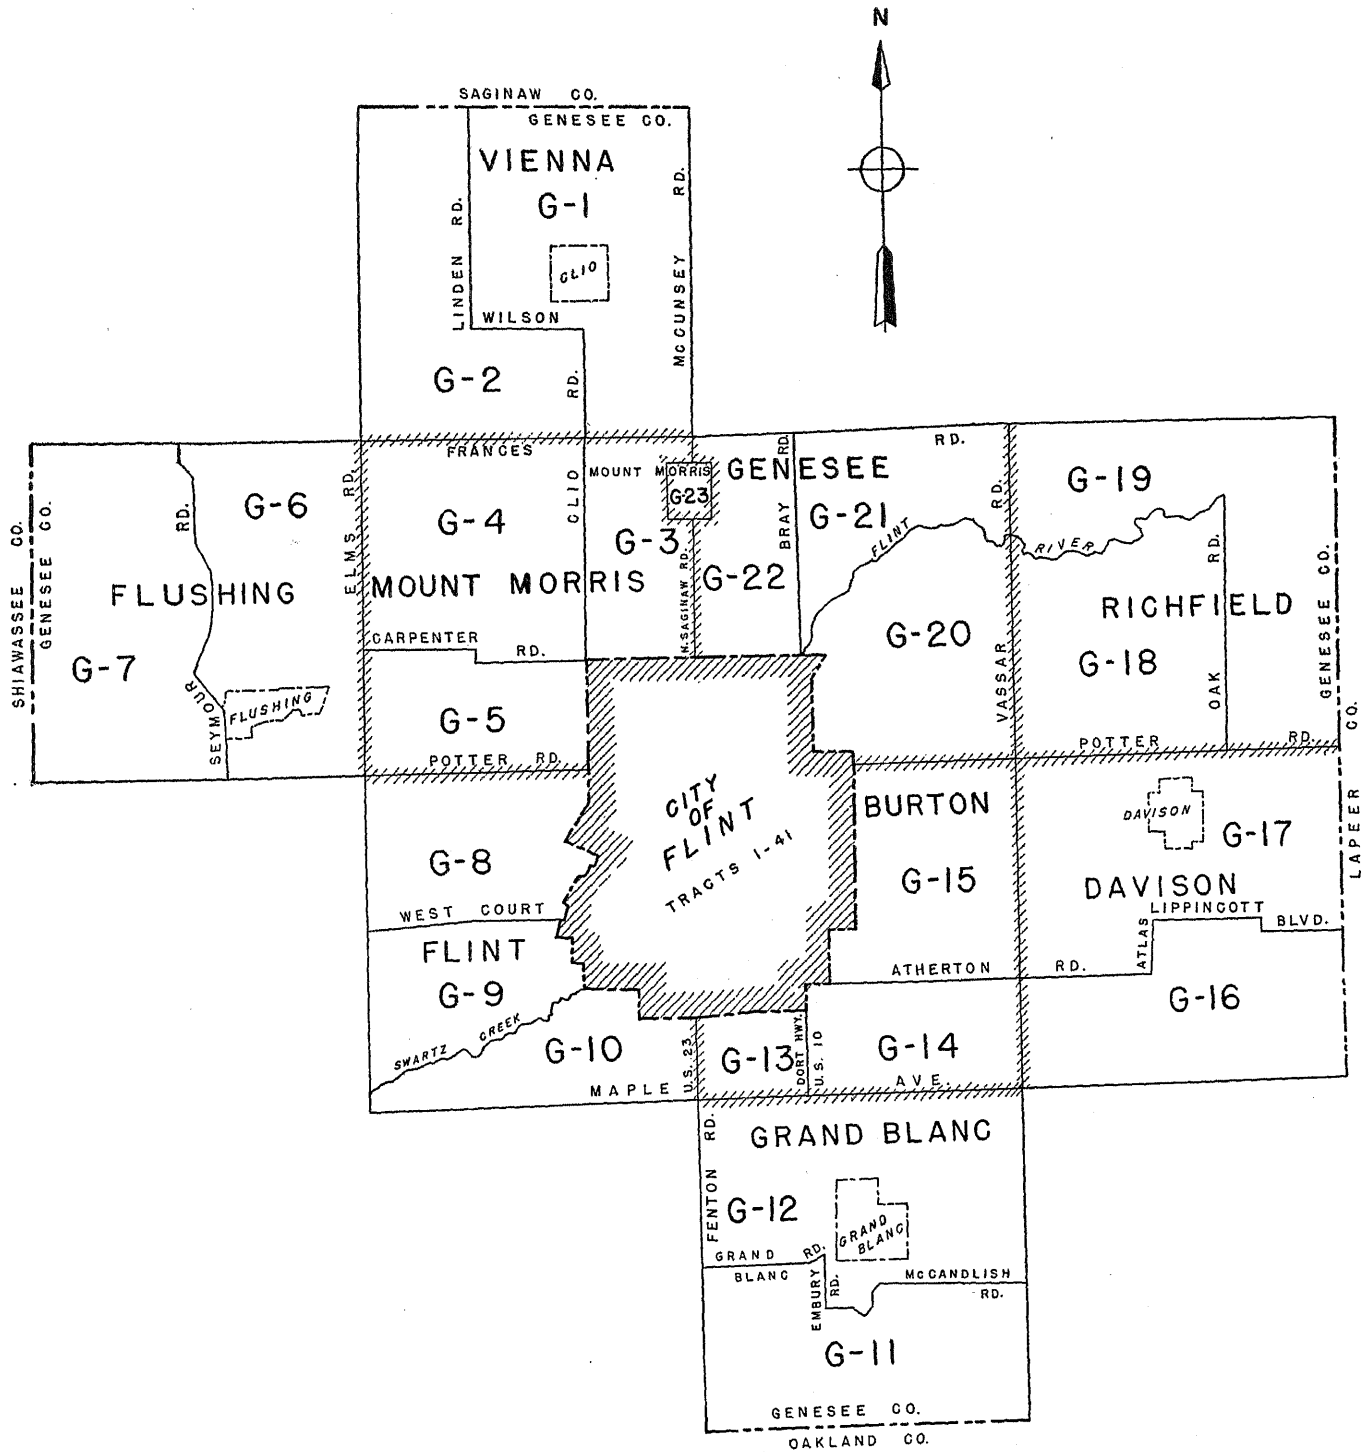 N
SAGINAW CO.
GENESEE CO.
VIENNA
G-1
LINDEN RD.
McCUNSEY RD.
CLIO
WILSON
G-2
CLIO RD.
FRANCES RD.
SHIAWASSEE CO.
GENESEE CO.
SEYMOUR RD.
G-6
ELMS RD.
G-4
MOUNT MORRIS
G-23
GENESEE
G-3
N. SAGINAW RD.
G-22
BRAY RD.
G-21
FLINT RIVER
VASSAR RD.
G-19
FLUSHING
MOUNT MORRIS
RICHFIELD
G-7
FLUSHING
CARPENTER RD.
G-20
G-18
OAK RD.
GENESEE CO.
LAPEER CO.
G-5
POTTER RD.
POTTER RD.
CITY
OF
FLINT
TRACTS 1-41
BURTON
DAVISON
G-17
G-8
G-15
DAVISON
WEST COURT
LIPPINCOTT BLVD.
ATLAS
FLINT
G-9
ATHERTON RD.
G-16
SWARTZ CREEK
G-10
U.S. 23
G-13
DORT HWY.
U.S. 10
G-14
MAPLE AVE.
GRAND BLANC
FENTON RD.
G-12
GRAND
BLANC
GRAND RD.
BLANC
EMBURY RD.
McCANDLISH
RD.
G-11
GENESEE CO.
OAKLAND CO.